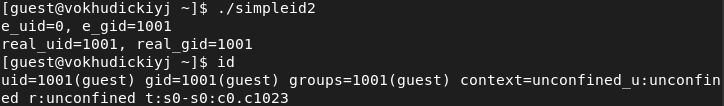 [guest@vokhudickiyj ~]$ ./simpleid2
e_uid=0, e_gid=1001
real_uid=1001, real_gid=1001
[guest@vokhudickiyj ~]$ id
uid=1001(guest) gid=1001(guest) groups=1001(guest) context=unconfined_u:unconfin
ed r:unconfined t:s0-s0:c0.c1023